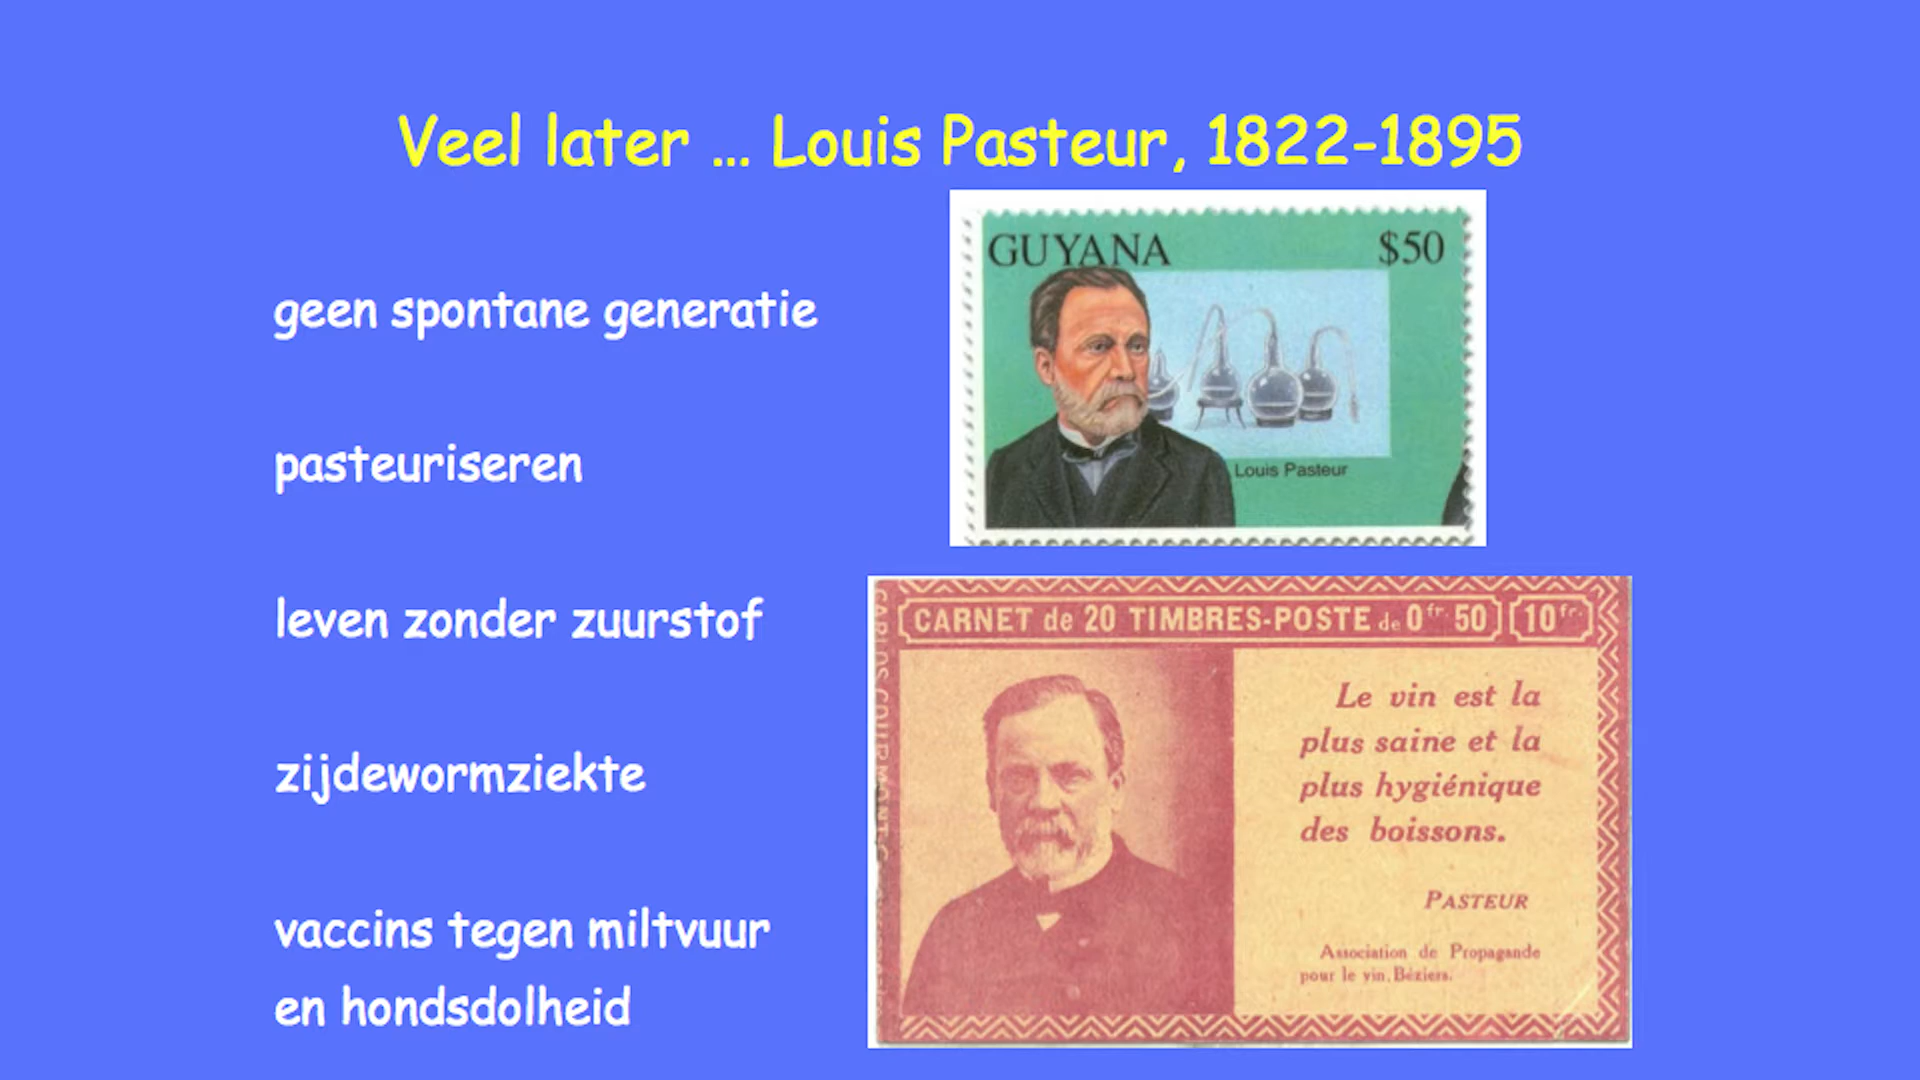 Veel later ... Louis Pasteur, 1822-1895
geen spontane generatie
pasteuriseren
leven zonder zuurstof
zijdewormziekte
vaccins tegen miltvuur
en hondsdolheid
GUYANA $50
Louis Pasteur
CARNET de 20 TIMBRES-POSTE de 0fr. 50 10fr.
Le vin est la
plus saine et la
plus hygiénique
des boissons.
PASTEUR
Association de Propagande
pour le vin. Béziers.